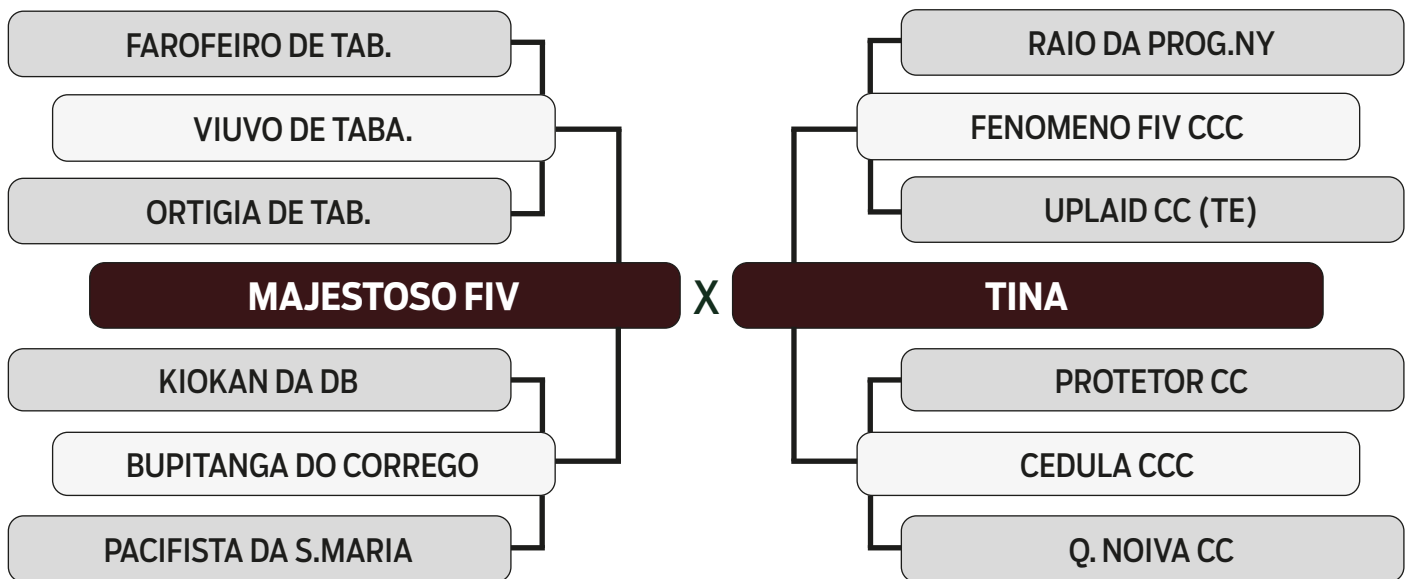 FAROFEIRO DE TAB.
VIUVO DE TABA.
ORTIGIA DE TAB.
RAIO DA PROG.NY
FENOMENO FIV CCC
UPLAID CC (TE)
MAJESTOSO FIV X TINA
KIOKAN DA DB
BUPITANGA DO CORREGO
PACIFISTA DA S.MARIA
PROTETOR CC
CEDULA CCC
Q. NOIVA CC